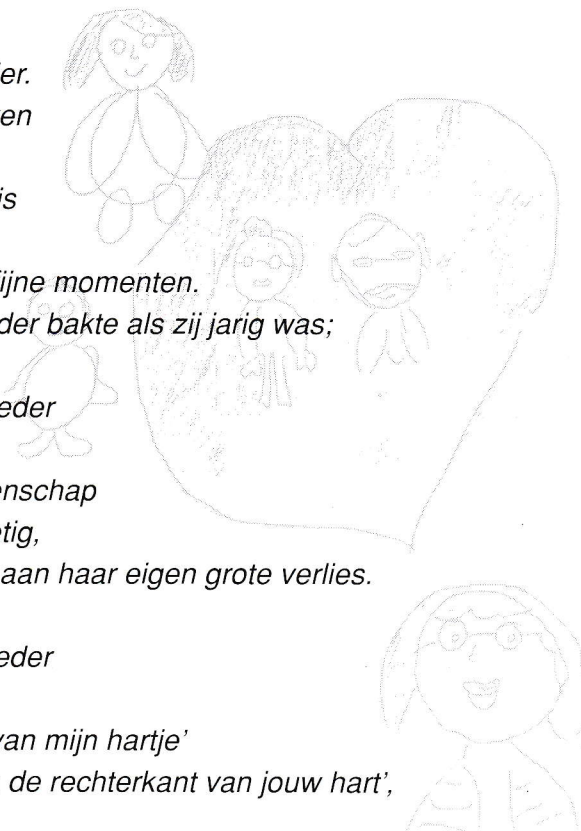 er.
en
is
ijne momenten.
der bakte als zij jarig was;
eder
enschap
etig,
aan haar eigen grote verlies.
eder
van mijn hartje’
de rechterkant van jouw hart’,